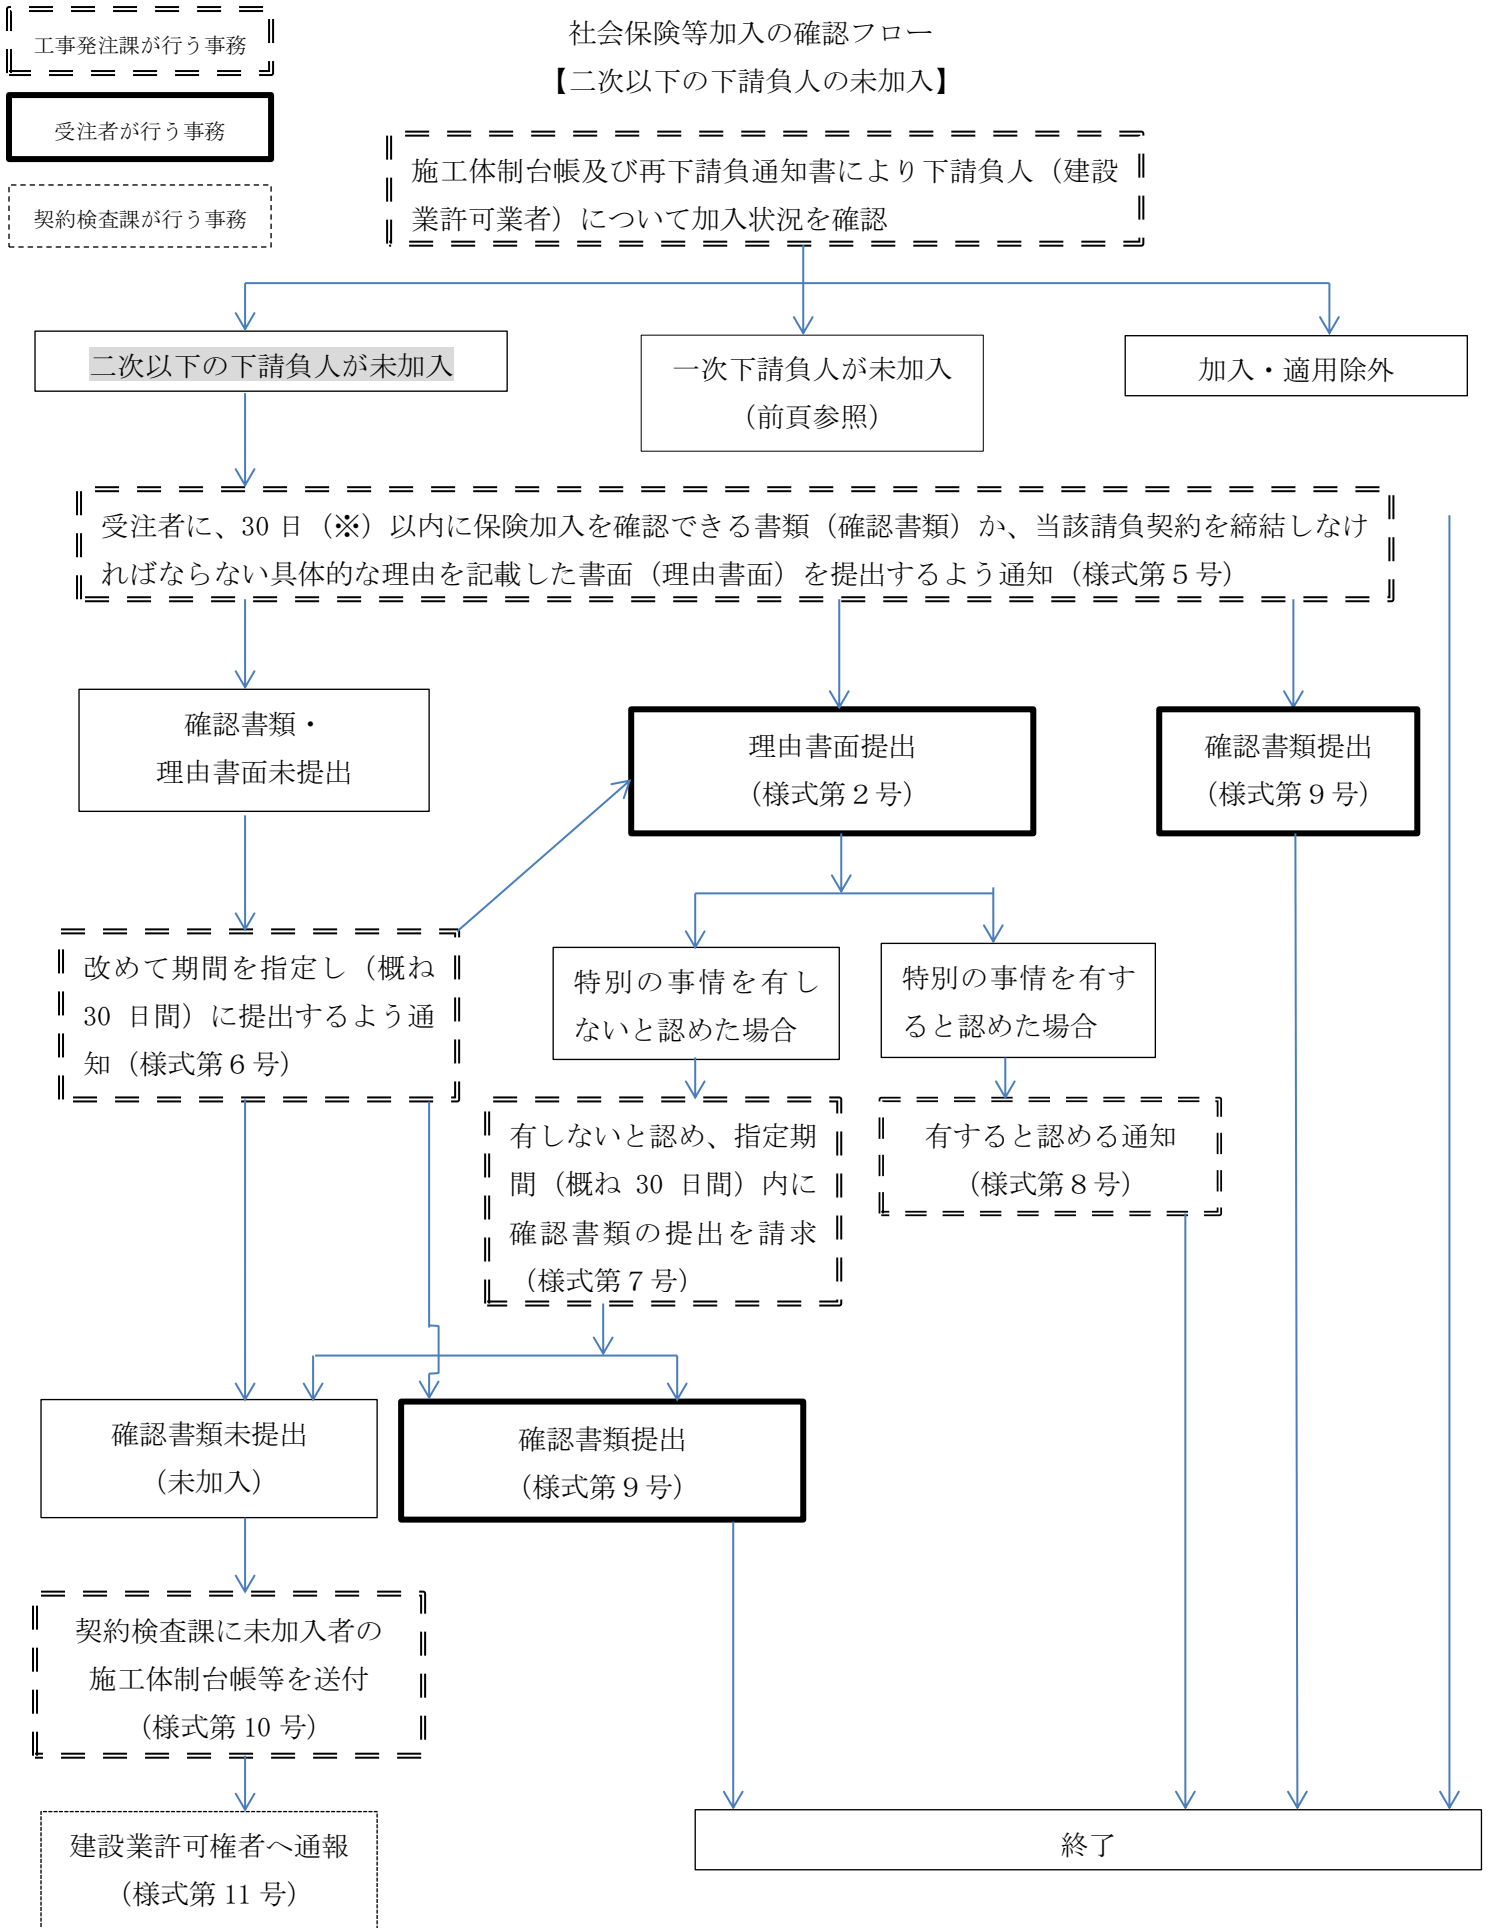 工事発注課が行う事務
受注者が行う事務
契約検査課が行う事務
社会保険等加入の確認フロー
【二次以下の下請負人の未加入】
施工体制台帳及び再下請負通知書により下請負人（建設
業許可業者）について加入状況を確認
二次以下の下請負人が未加入
一次下請負人が未加入
（前頁参照）
加入・適用除外
受注者に、30 日（※）以内に保険加入を確認できる書類（確認書類）か、当該請負契約を締結しなけ
ればならない具体的な理由を記載した書面（理由書面）を提出するよう通知（様式第５号）
確認書類・
理由書面未提出
理由書面提出
（様式第２号）
確認書類提出
（様式第９号）
改めて期間を指定し（概ね
30 日間）に提出するよう通
知（様式第６号）
特別の事情を有し
ないと認めた場合
特別の事情を有す
ると認めた場合
有しないと認め、指定期
間（概ね 30 日間）内に
確認書類の提出を請求
（様式第７号）
有すると認める通知
（様式第８号）
確認書類未提出
（未加入）
確認書類提出
（様式第９号）
契約検査課に未加入者の
施工体制台帳等を送付
（様式第 10 号）
建設業許可権者へ通報
（様式第 11 号）
終了